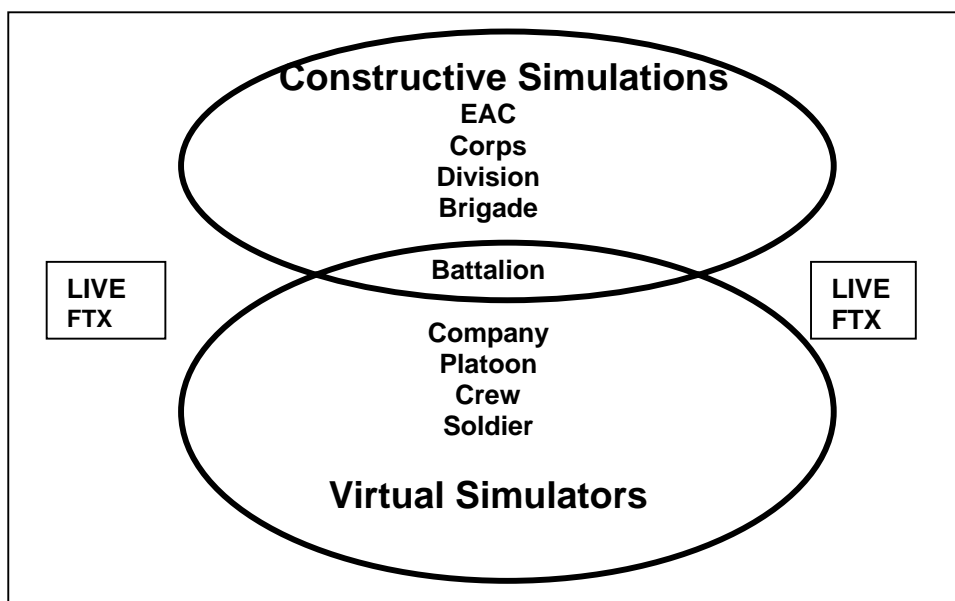 Constructive Simulations
EAC
Corps
Division
Brigade
Battalion
LIVE
FTX
LIVE
FTX
Company
Platoon
Crew
Soldier
Virtual Simulators